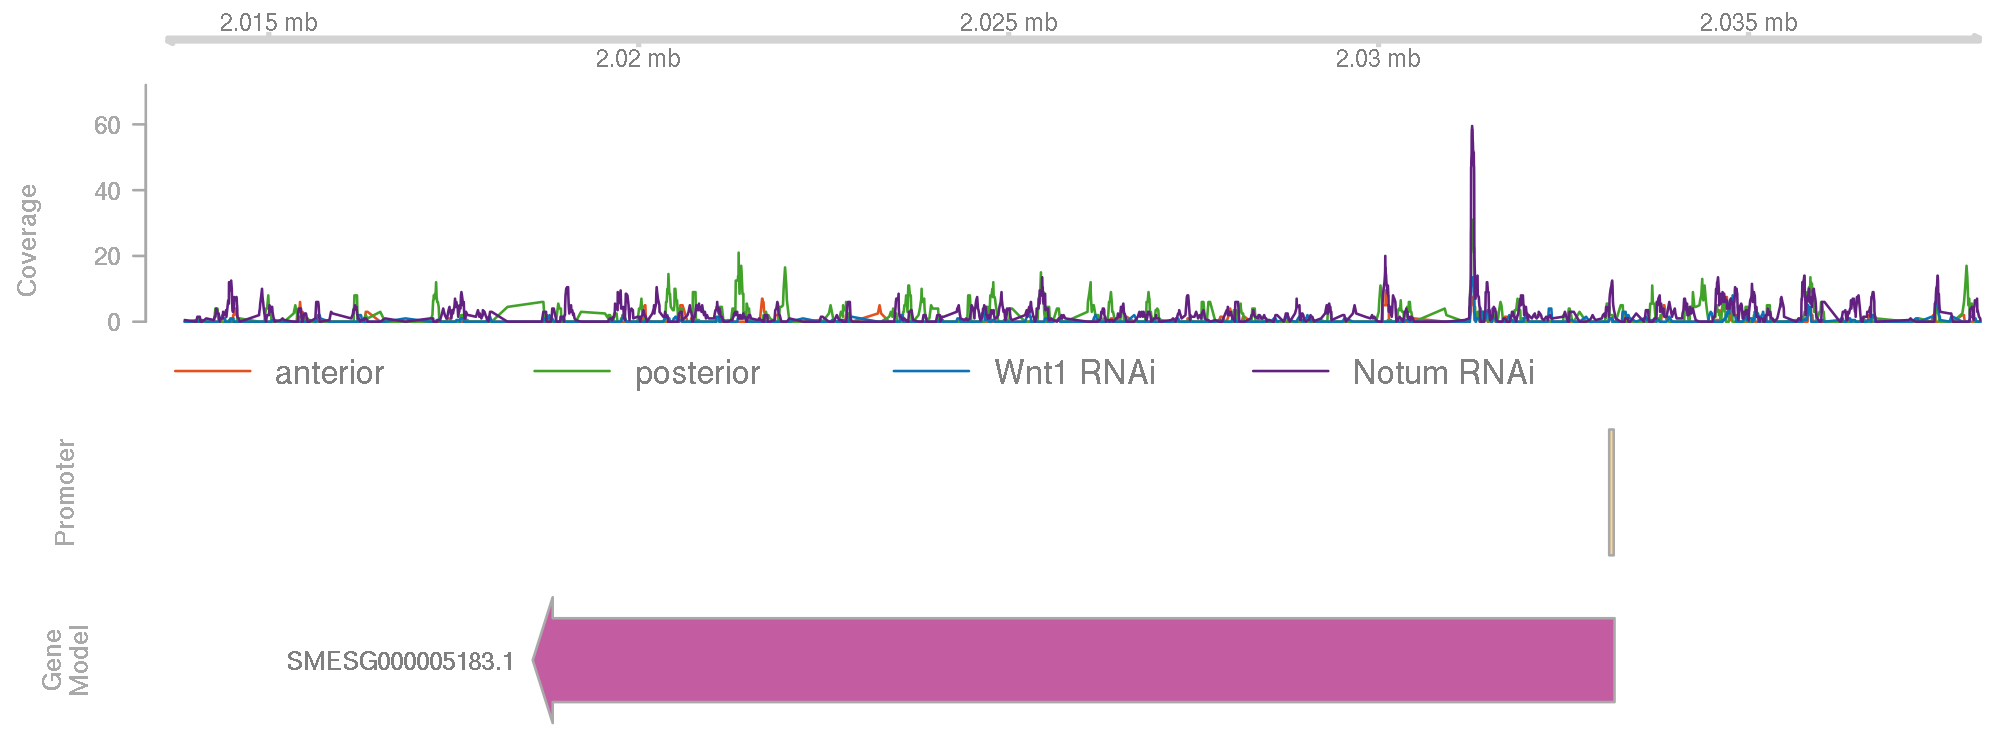 2.015 mb
2.025 mb
2.035 mb
2.02 mb
2.03 mb
Coverage
60
40
20
0
anterior
posterior
Wnt1 RNAi
Notum RNAi
Promoter
Gene
Model
SMESG000005183.1